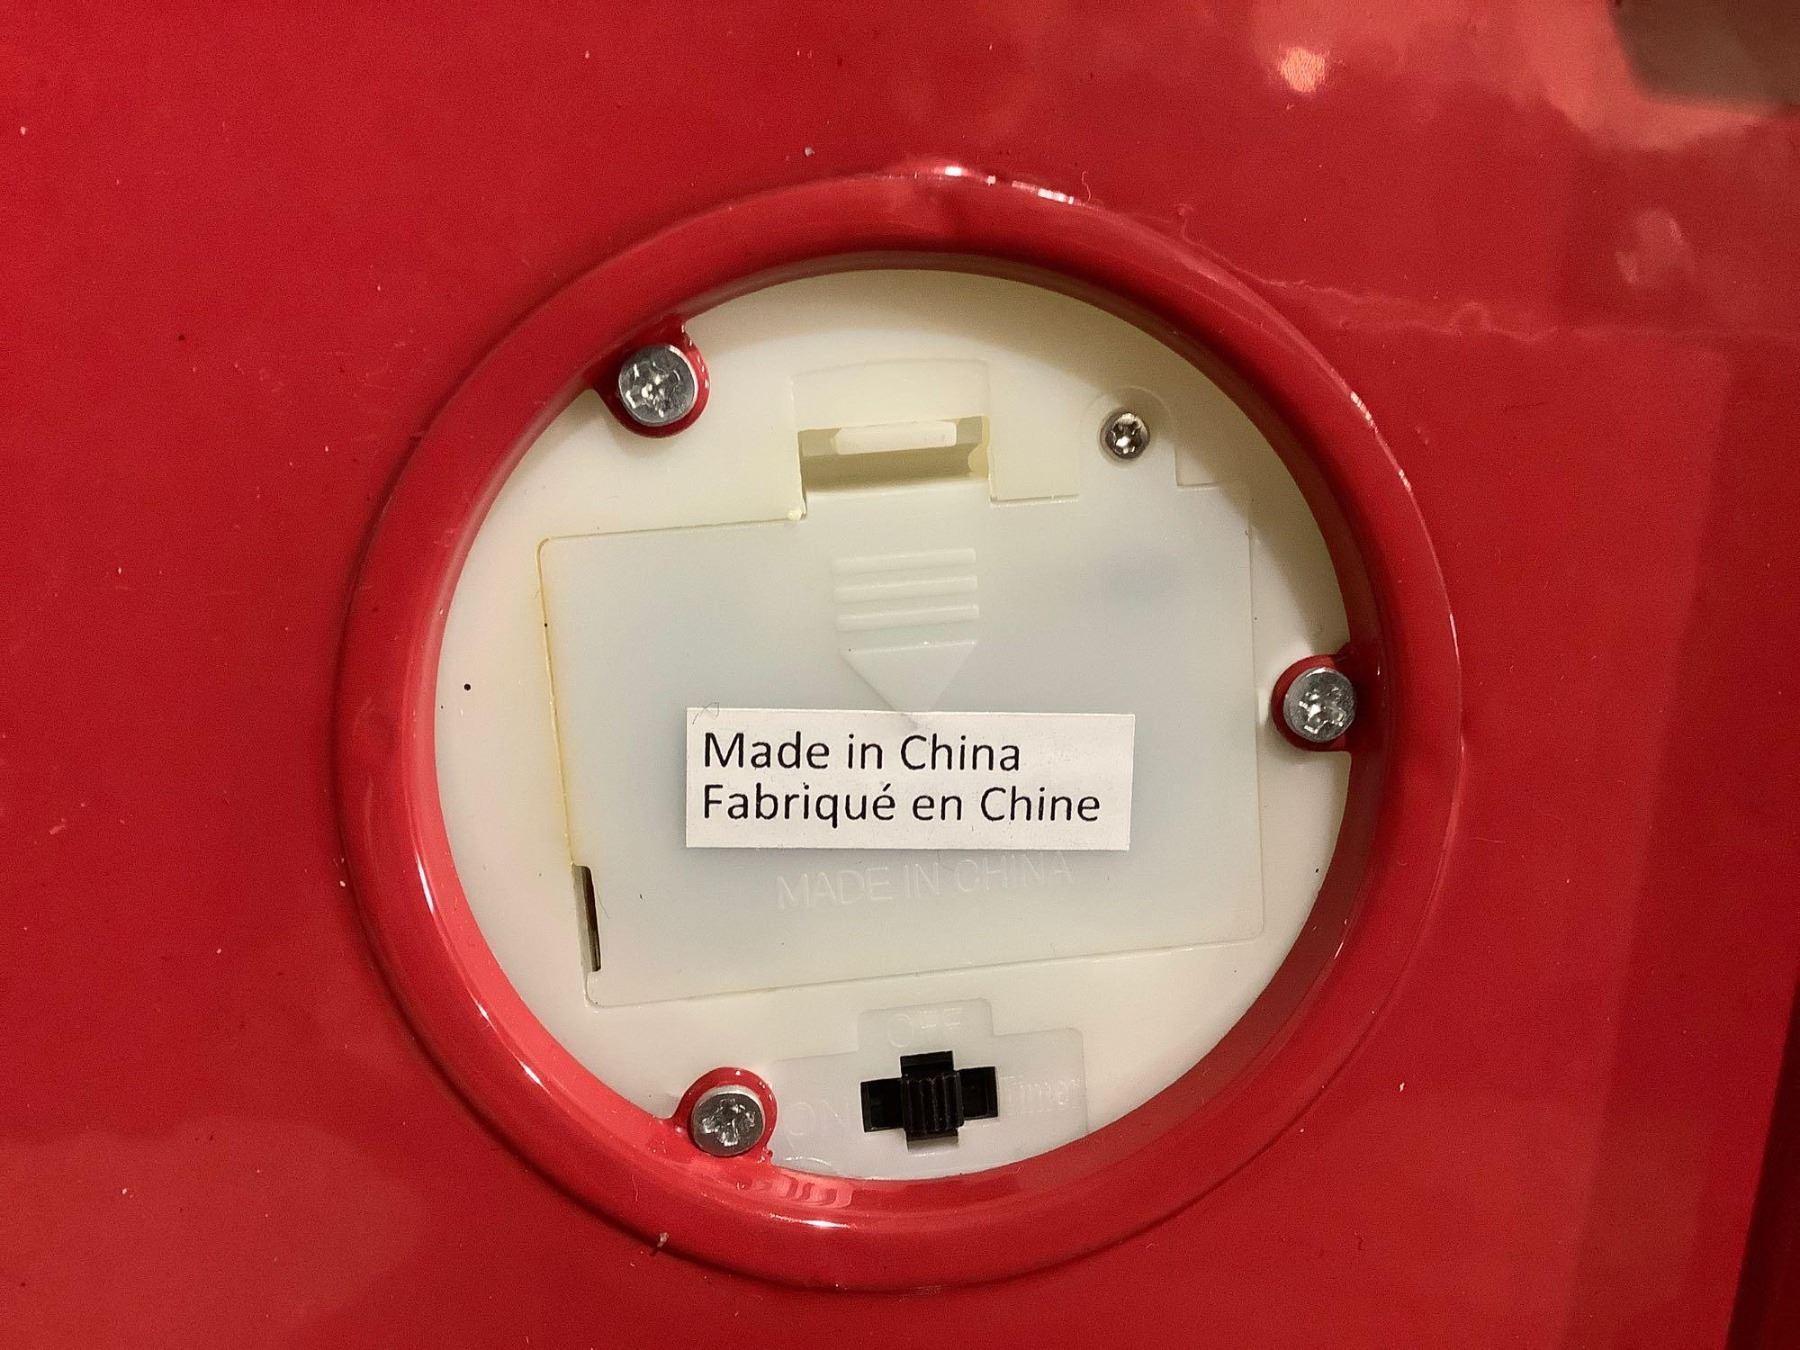 Made in China
Fabriqué en Chine
MADE IN CHINA
OFF
ON
Timer